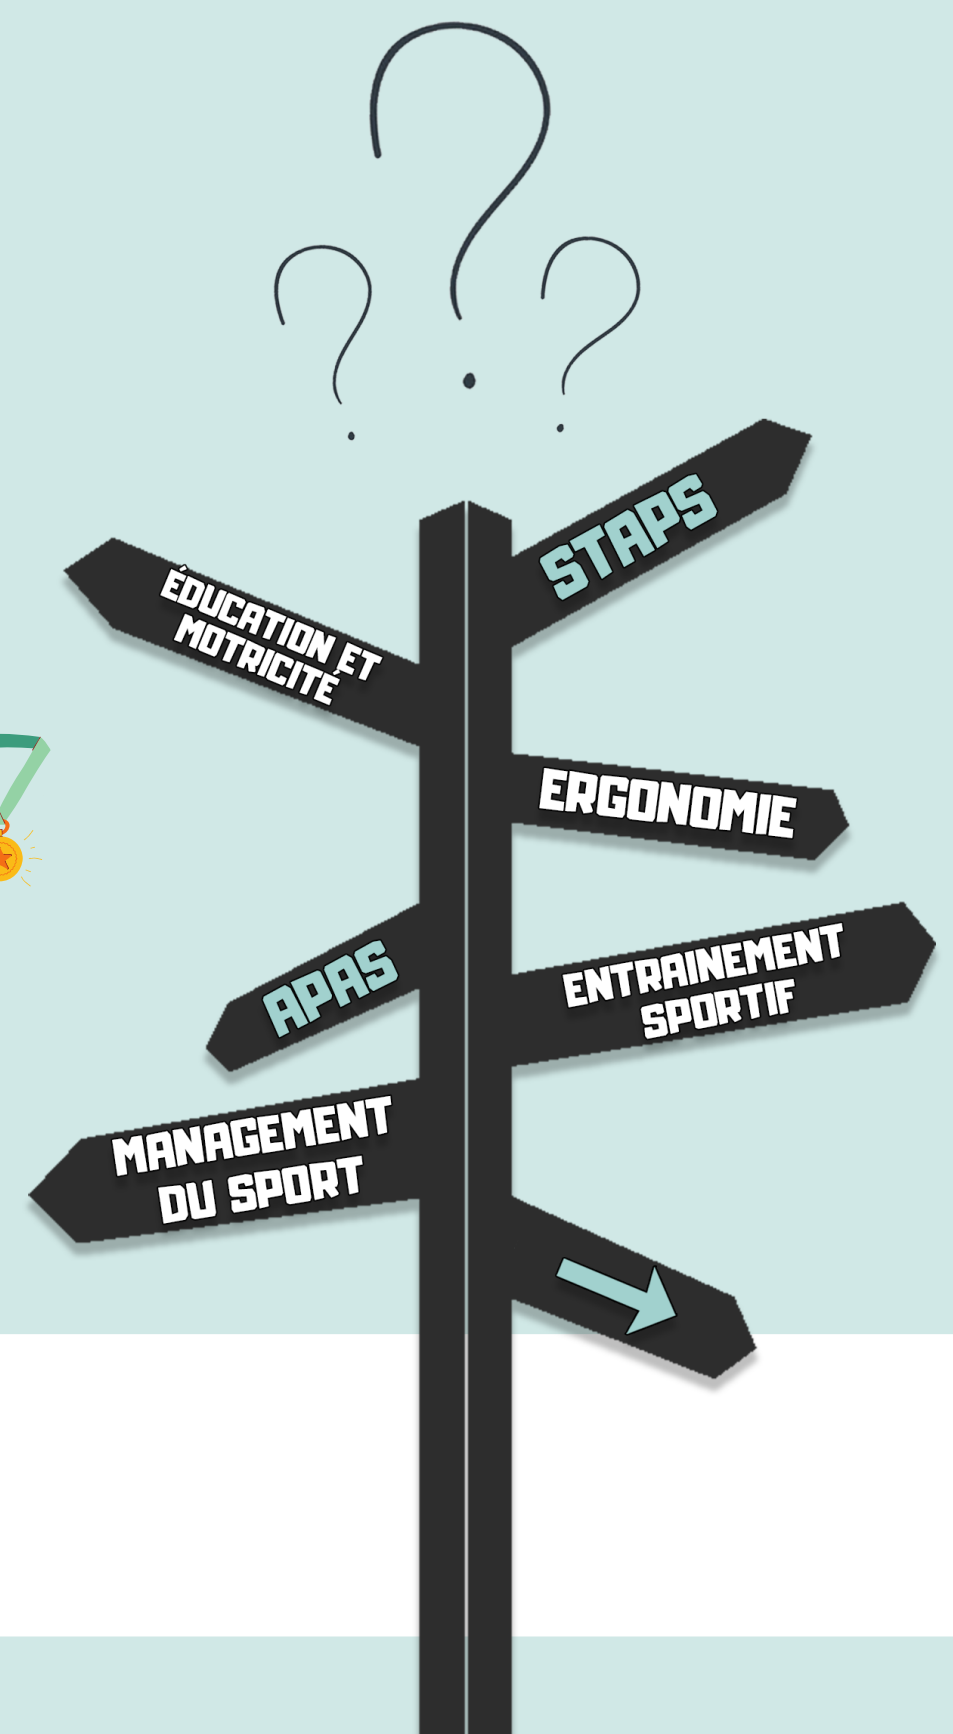 STAPS
ÉDUCATION ET
MOTRICITÉ
ERGONOMIE
APAS
ENTRAINEMENT
SPORTIF
MANAGEMENT
DU SPORT